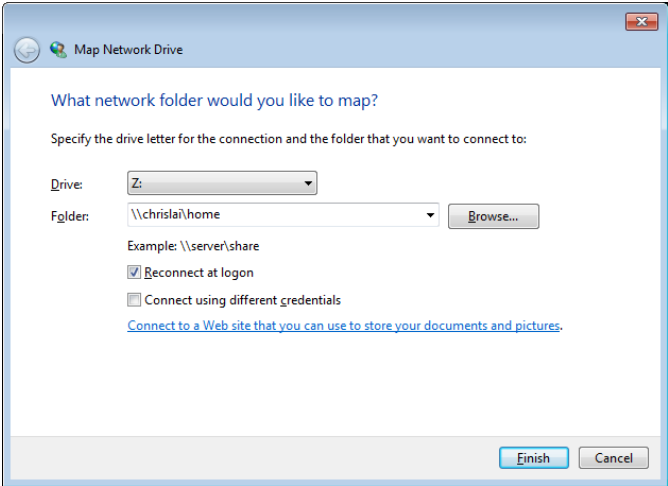 Map Network Drive
What network folder would you like to map?
Specify the drive letter for the connection and the folder that you want to connect to:
Drive: Z:
Folder: \\chrislai\home Browse...
Example: \\server\share
Reconnect at logon
Connect using different credentials
Connect to a Web site that you can use to store your documents and pictures.
Finish Cancel